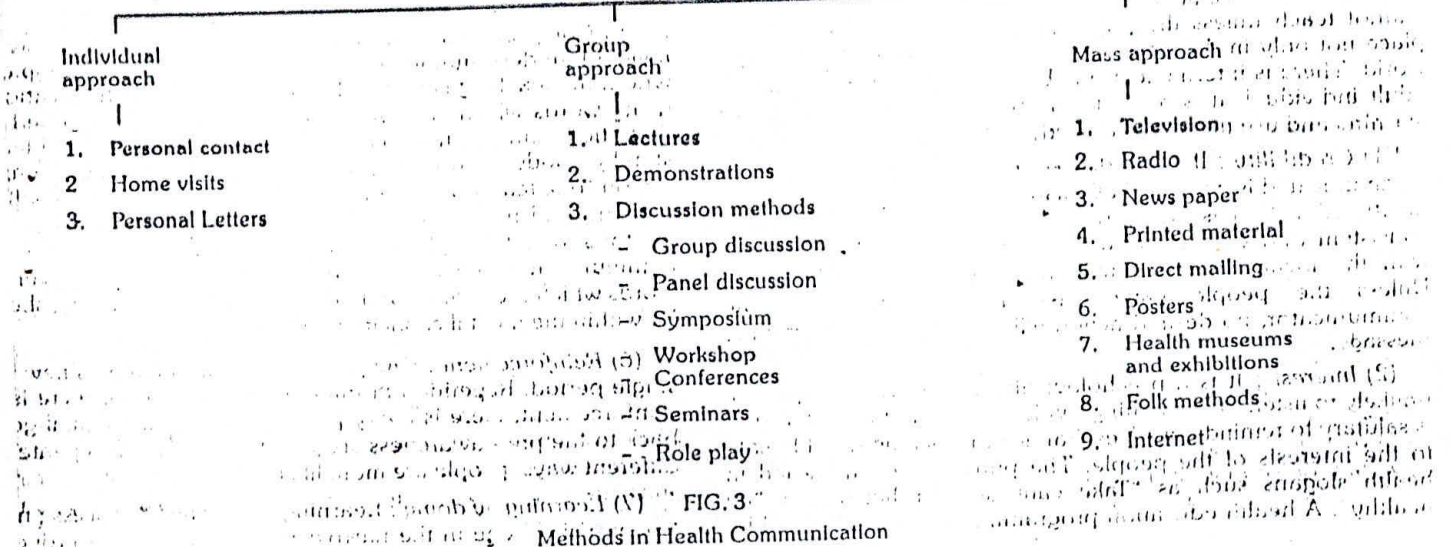 Individual
approach
1. Personal contact
2 Home visits
3. Personal Letters
Group
approach
1. Lectures
2. Demonstrations
3. Discussion methods
- Group discussion
- Panel discussion
- Symposium
- Workshop
Conferences
- Seminars
- Role play
Mass approach
1. Television
2. Radio
3. News paper
4. Printed material
5. Direct mailing
6. Posters
7. Health museums
and exhibitions
8. Folk methods
9. Internet
FIG. 3
Methods in Health Communication